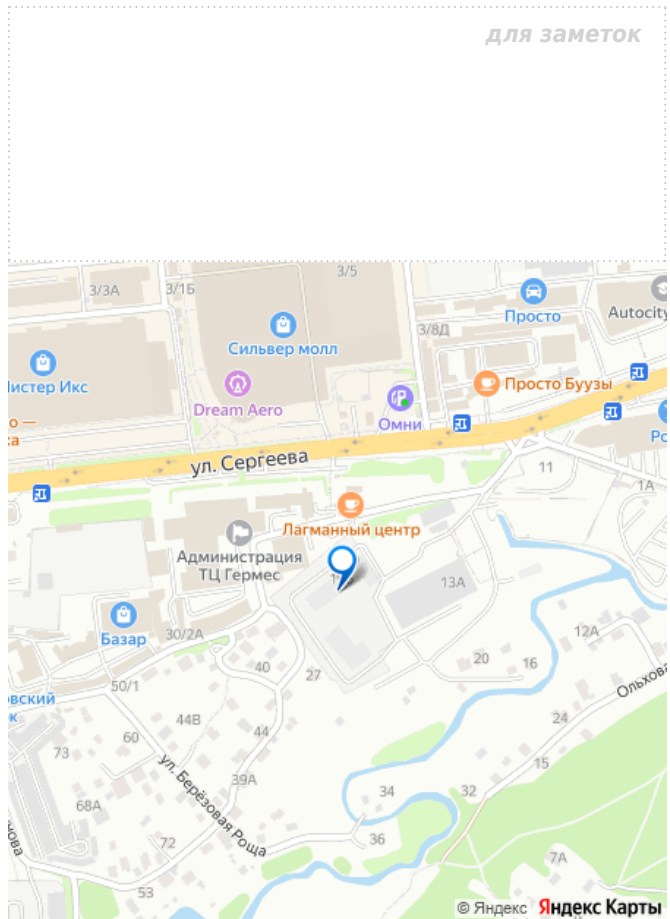 для заметок
3/5
3/3А
3/1Б
Autocity
Просто
3/8Д
Сильвер молл
Мистер Икс
Просто Буузы
Dream Aero
Омни
ул. Сергеева
11
1А
Лагманный центр
Администрация
ТЦ Гермес
13А
Базар
30/2А
12А
20
16
40
27
50/1
Ольхова
44В
44
24
60
73
39А
15
34
32
68А
ул. Берёзовая Роща
36
72
7А
53
© Яндекс Яндекс Карты